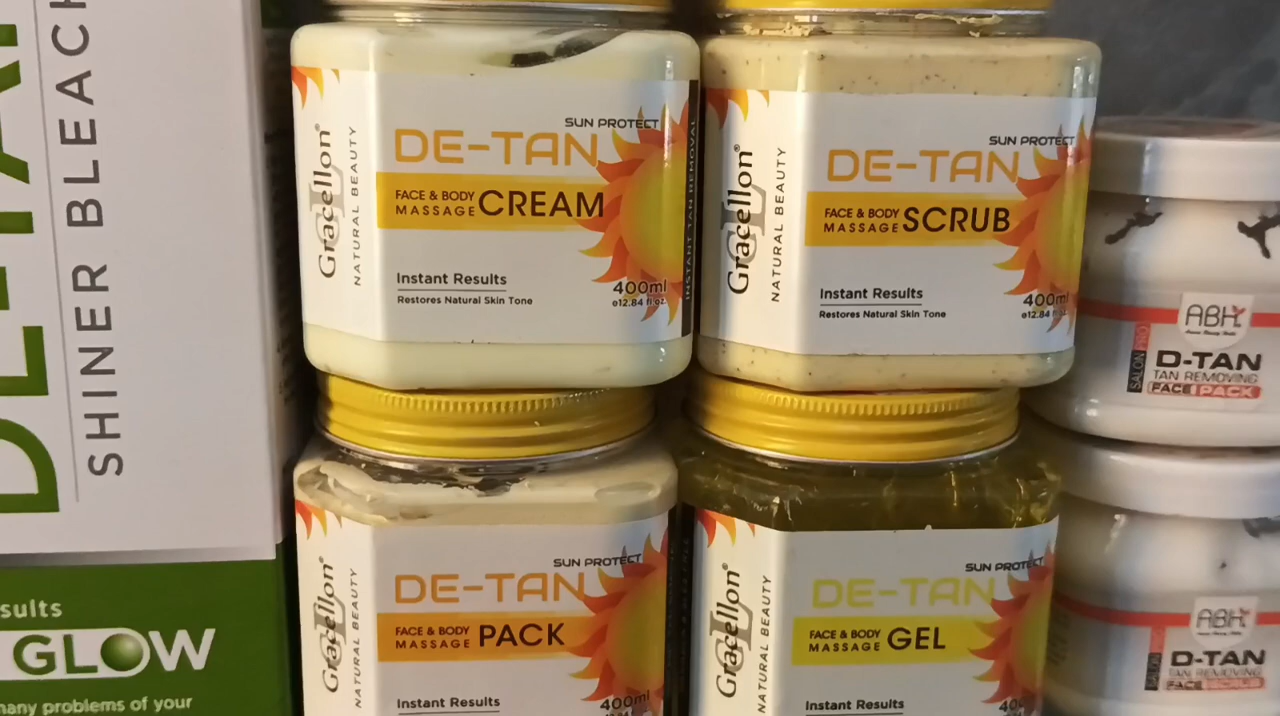 SHINER BLEACH
sults
GLOW
many problems of your
Gracellon®
NATURAL BEAUTY
SUN PROTECT
DE-TAN
FACE & BODY
MASSAGE CREAM
Instant Results
Restores Natural Skin Tone
400ml
e12.84 fl.oz.
INSTANT TAN REMOVAL
Gracellon®
NATURAL BEAUTY
SUN PROTECT
DE-TAN
FACE & BODY
MASSAGE SCRUB
Instant Results
Restores Natural Skin Tone
400ml
e12.84
ABH
SALON PRO
D-TAN
TAN REMOVING
FACE PACK
Gracellon®
NATURAL BEAUTY
SUN PROTECT
DE-TAN
FACE & BODY
MASSAGE PACK
Instant Results
400ml
Gracellon®
NATURAL BEAUTY
SUN PROTECT
DE-TAN
FACE & BODY
MASSAGE GEL
Instant Results
ABH
SALON
D-TAN
TAN REMOVING
FACE SCRUB